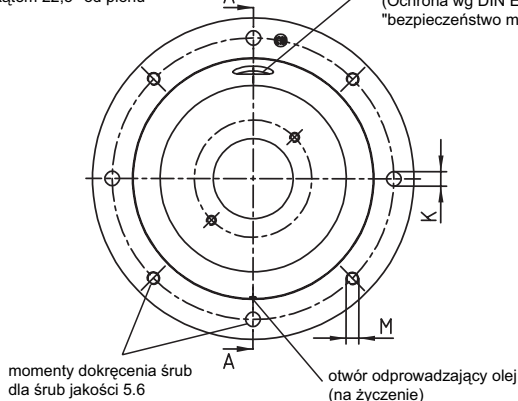 kątem 22,5° od pionu
(Ochrona wg DIN E
"bezpieczeństwo m
A
K
M
A
momenty dokręcenia śrub
dla śrub jakości 5.6
otwór odprowadzający olej
(na życzenie)